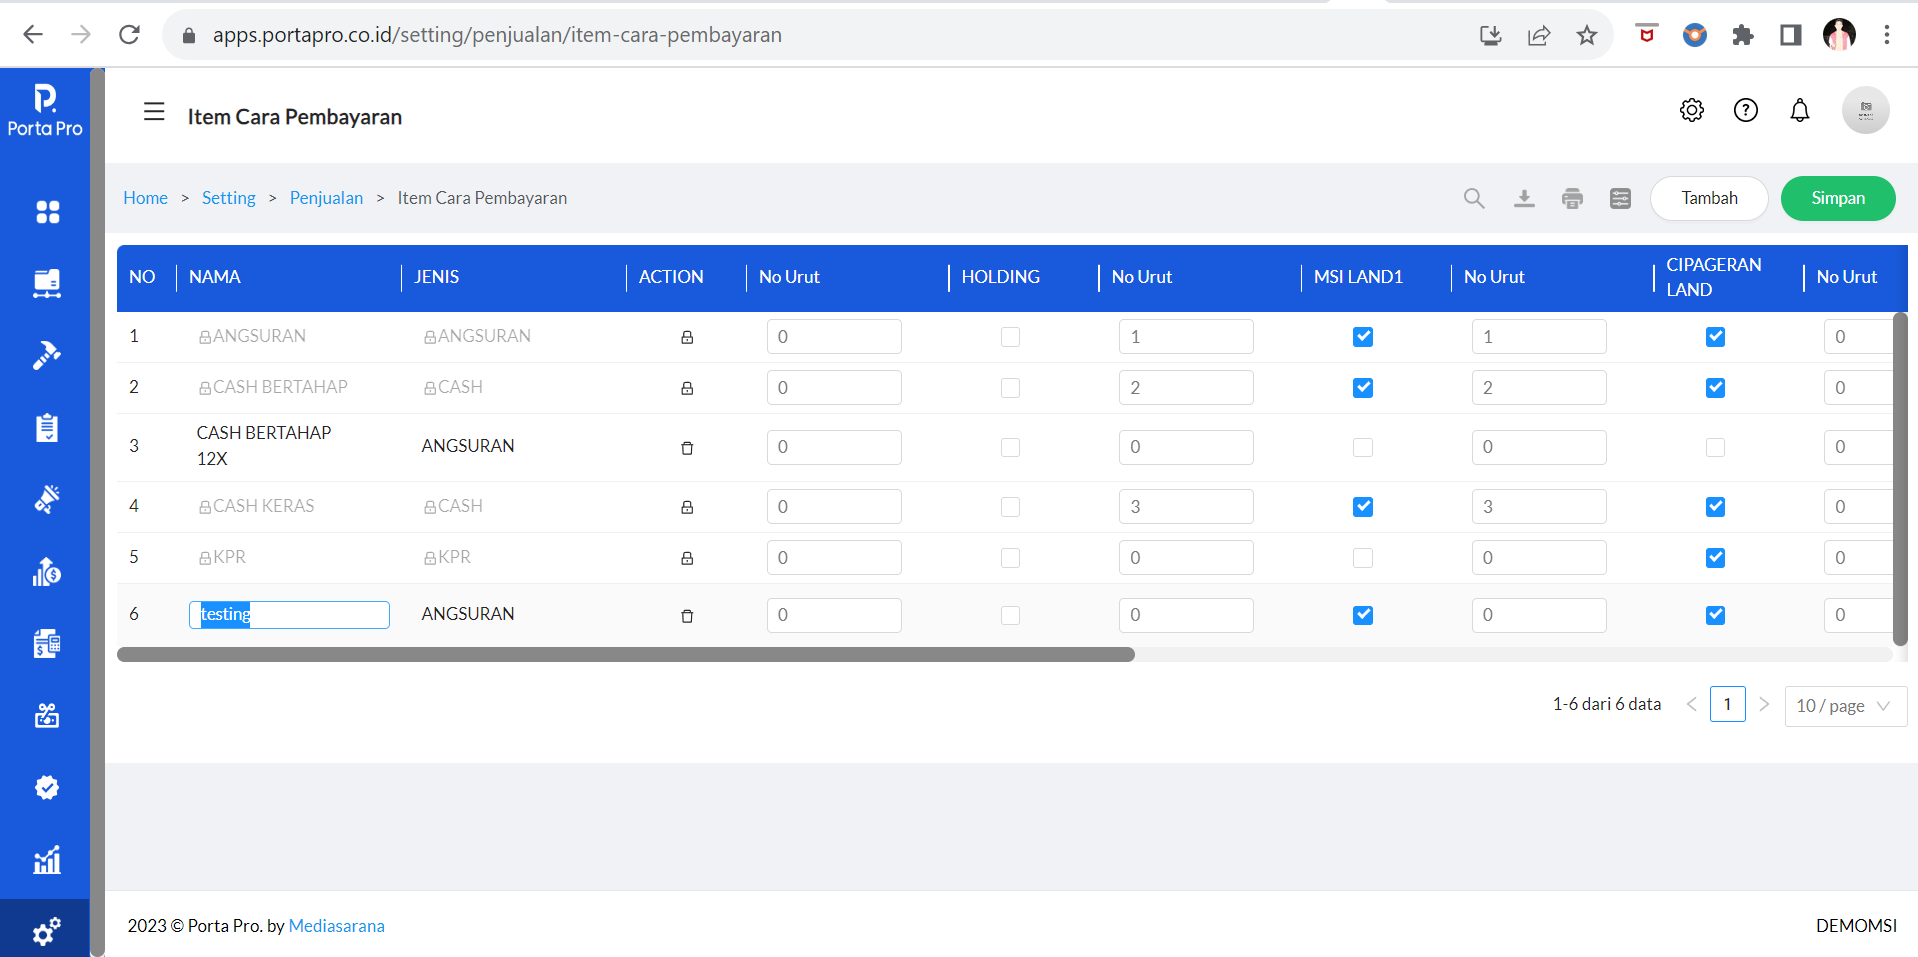 apps.portapro.co.id/setting/penjualan/item-cara-pembayaran
Porta Pro
Item Cara Pembayaran
Home > Setting > Penjualan > Item Cara Pembayaran
Tambah
Simpan
NO NAMA JENIS ACTION No Urut HOLDING No Urut MSI LAND1 No Urut CIPAGERAN LAND No Urut
1 ANGSURAN ANGSURAN 0 1 1 0
2 CASH BERTAHAP CASH 0 2 2 0
3 CASH BERTAHAP 12X ANGSURAN 0 0 0 0
4 CASH KERAS CASH 0 3 3 0
5 KPR KPR 0 0 0 0
6 testing ANGSURAN 0 0 0 0
1-6 dari 6 data < 1 > 10 / page
2023 © Porta Pro. by Mediasarana
DEMOMSI